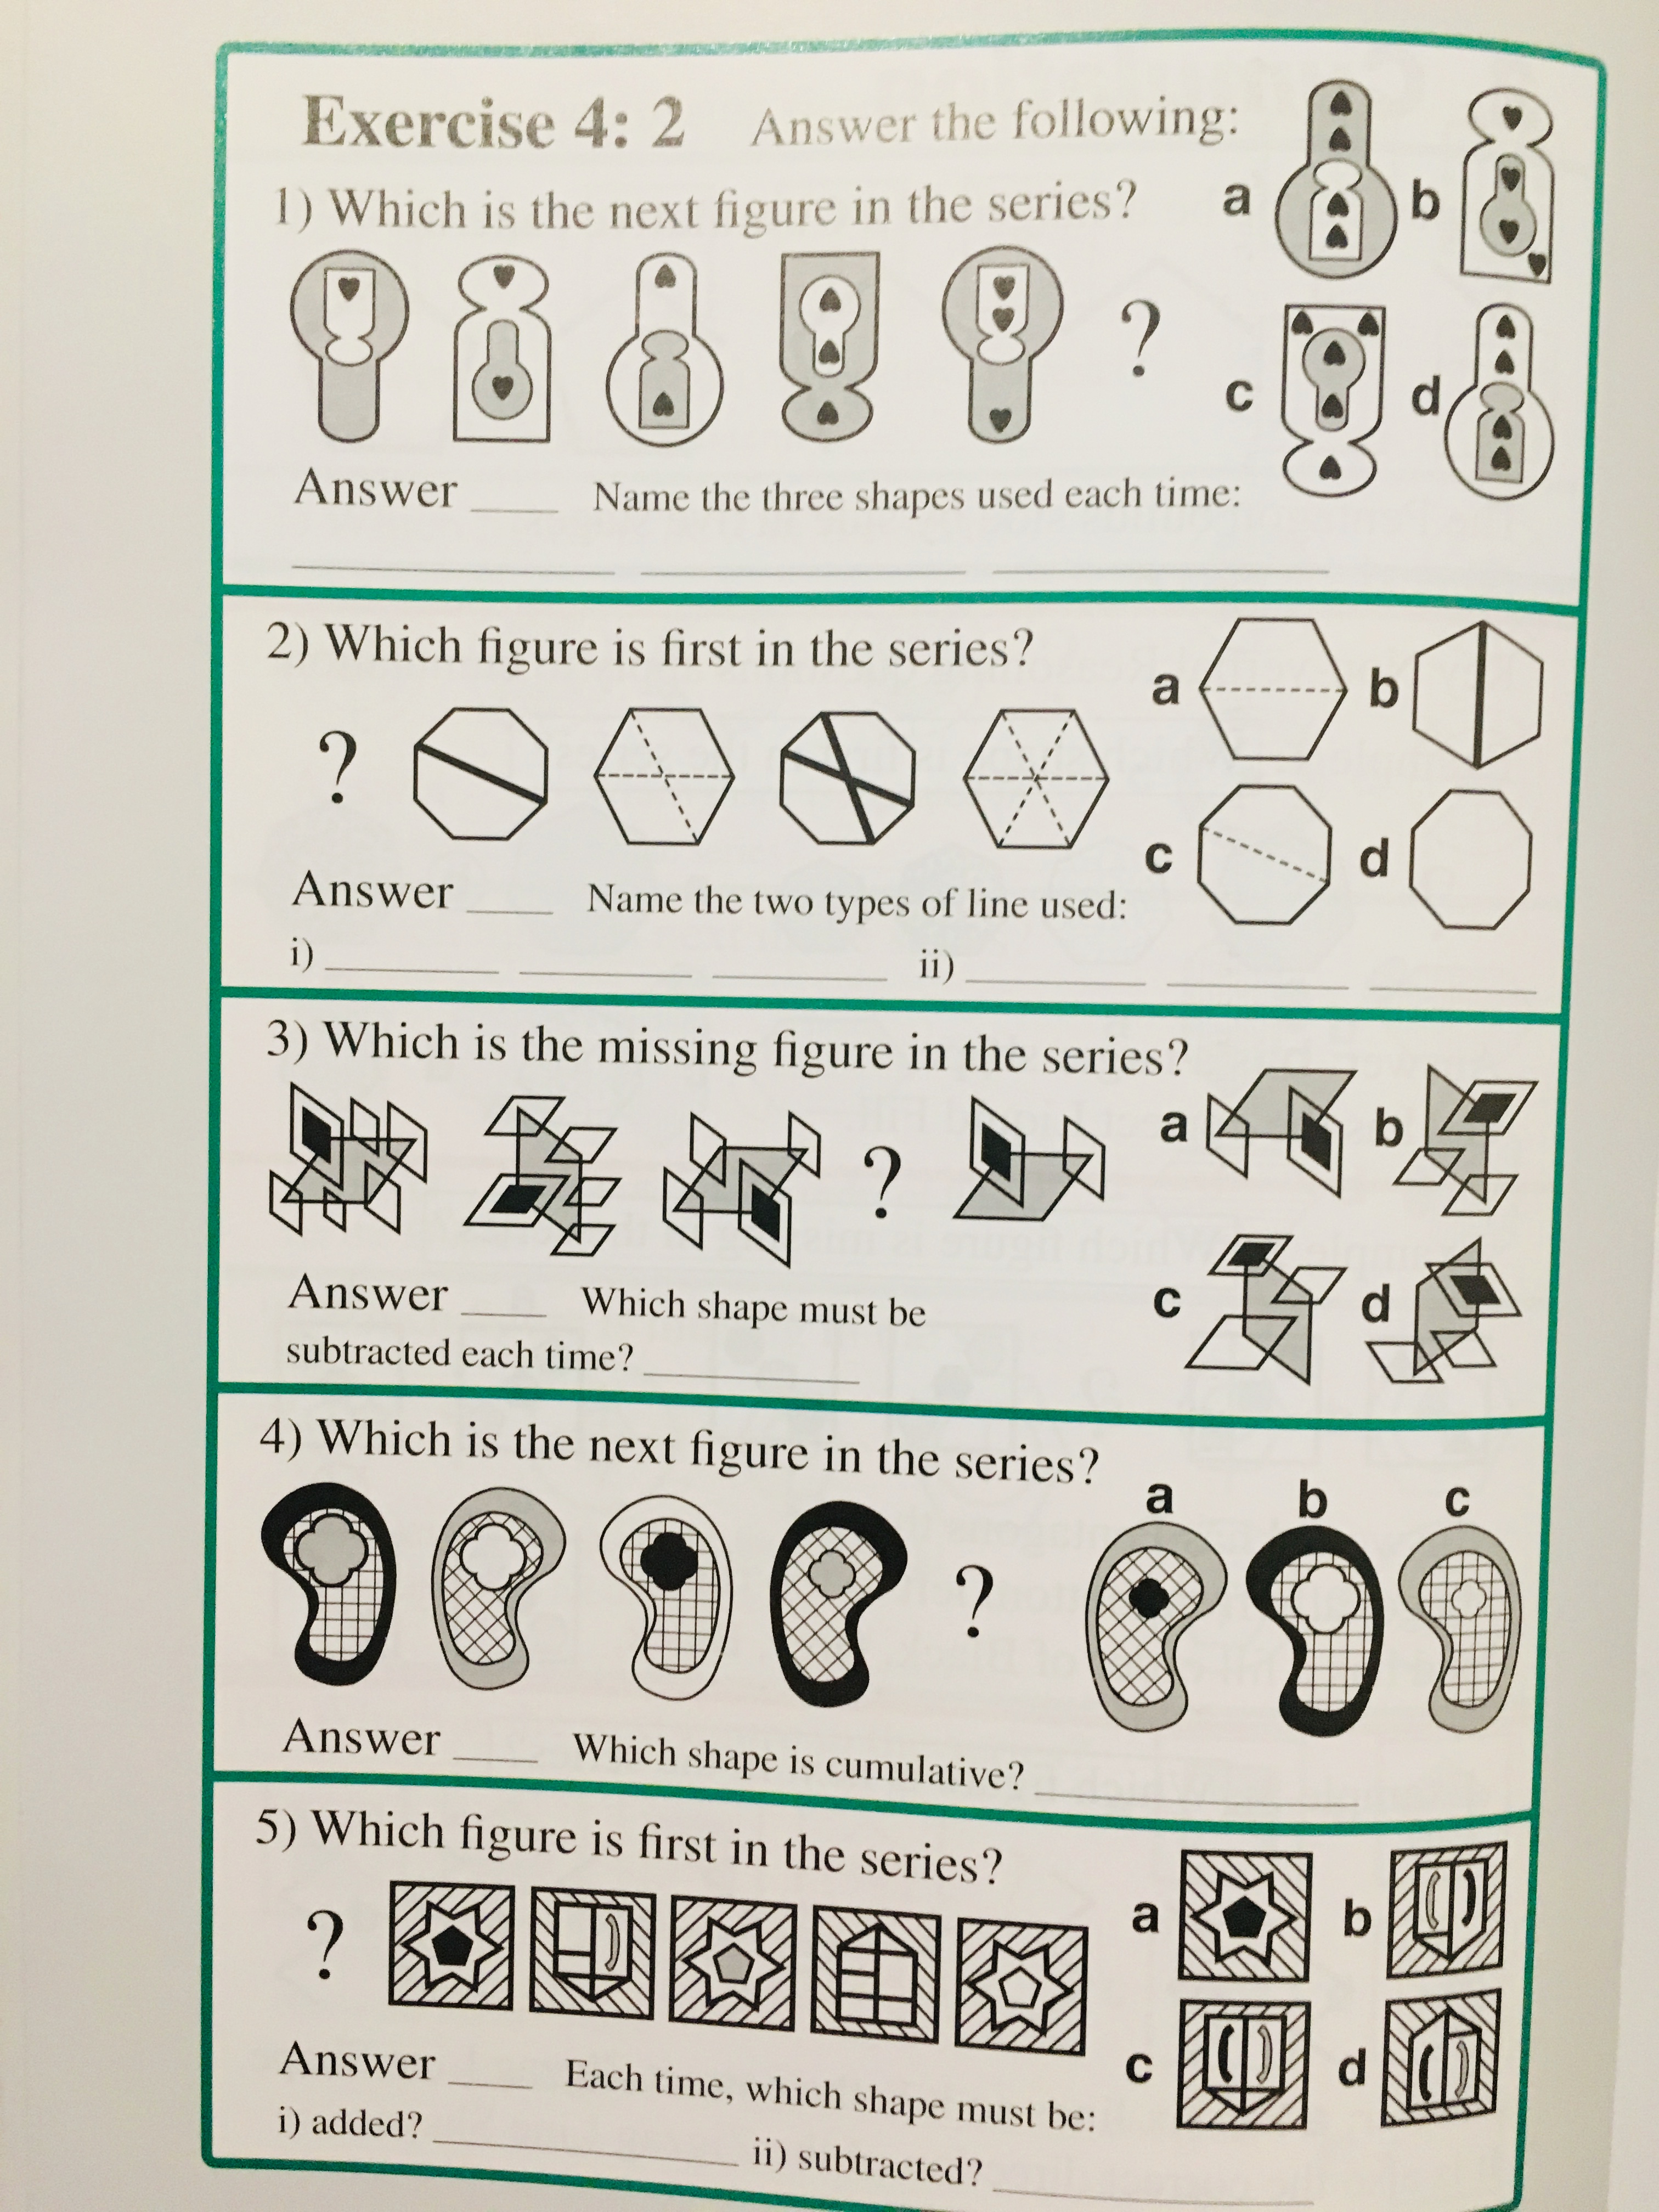 Exercise 4: 2 Answer the following:
1) Which is the next figure in the series?
a
b
?
c
d
Answer ____ Name the three shapes used each time:
2) Which figure is first in the series?
a
b
?
c
d
Answer ____ Name the two types of line used:
i) ____ ____ ____ ii) ____ ____ ____
3) Which is the missing figure in the series?
a
b
?
c
d
Answer ____ Which shape must be
subtracted each time? ____
4) Which is the next figure in the series?
a b c
?
Answer ____ Which shape is cumulative? ____
5) Which figure is first in the series?
a
b
?
c
d
Answer ____ Each time, which shape must be:
i) added? ____ ii) subtracted? ____